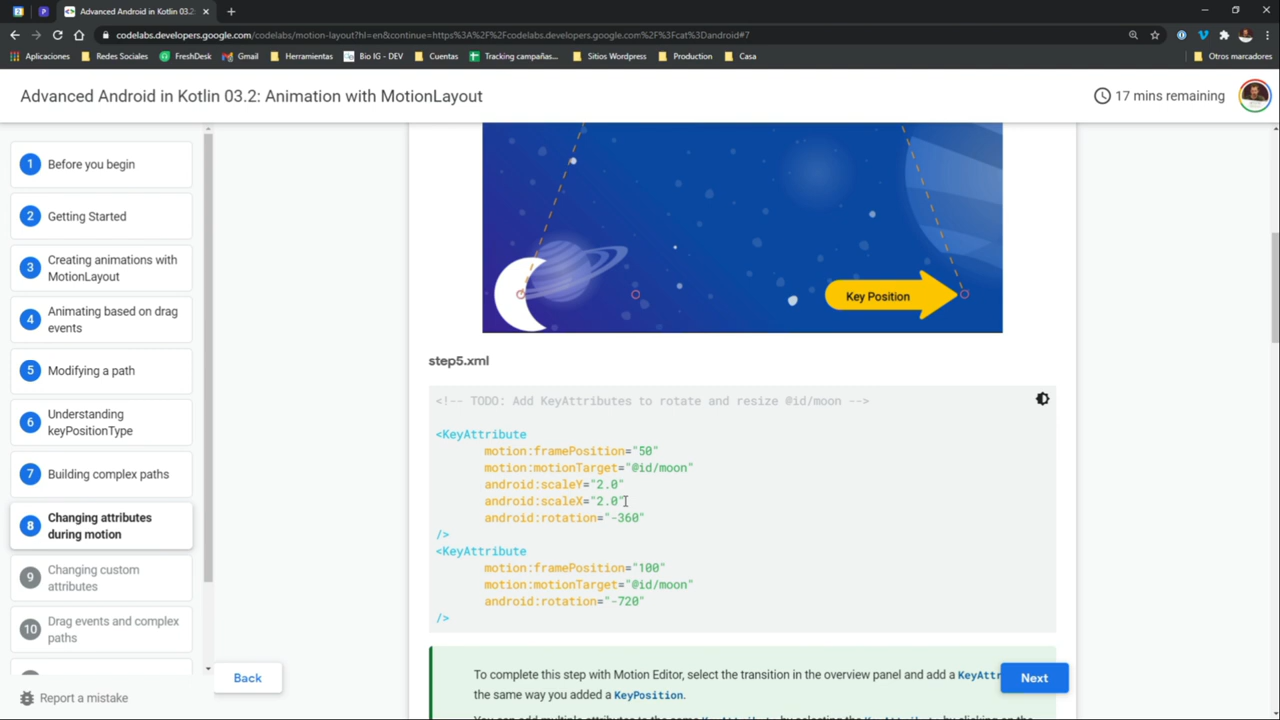 Advanced Android in Kotlin 03.2: A
codelabs.developers.google.com/codelabs/motion-layout?hl=en&continue=https%3A%2F%2Fcodelabs.developers.google.com%2F%3Fcat%3Dandroid#7
Aplicaciones Redes Sociales FreshDesk Gmail Herramientas Bio IG - DEV Cuentas Tracking campañas... Sitios Wordpress Production Casa Otros marcadores
Advanced Android in Kotlin 03.2: Animation with MotionLayout
17 mins remaining
1 Before you begin
2 Getting Started
3 Creating animations with
MotionLayout
4 Animating based on drag
events
5 Modifying a path
6 Understanding
keyPositionType
7 Building complex paths
8 Changing attributes
during motion
9 Changing custom
attributes
10 Drag events and complex
paths
Report a mistake
Key Position
step5.xml
<!-- TODO: Add KeyAttributes to rotate and resize @id/moon -->
<KeyAttribute
motion:framePosition="50"
motion:motionTarget="@id/moon"
android:scaleY="2.0"
android:scaleX="2.0"
android:rotation="-360"
/>
<KeyAttribute
motion:framePosition="100"
motion:motionTarget="@id/moon"
android:rotation="-720"
/>
To complete this step with Motion Editor, select the transition in the overview panel and add a KeyAttr
the same way you added a KeyPosition.
Back
Next